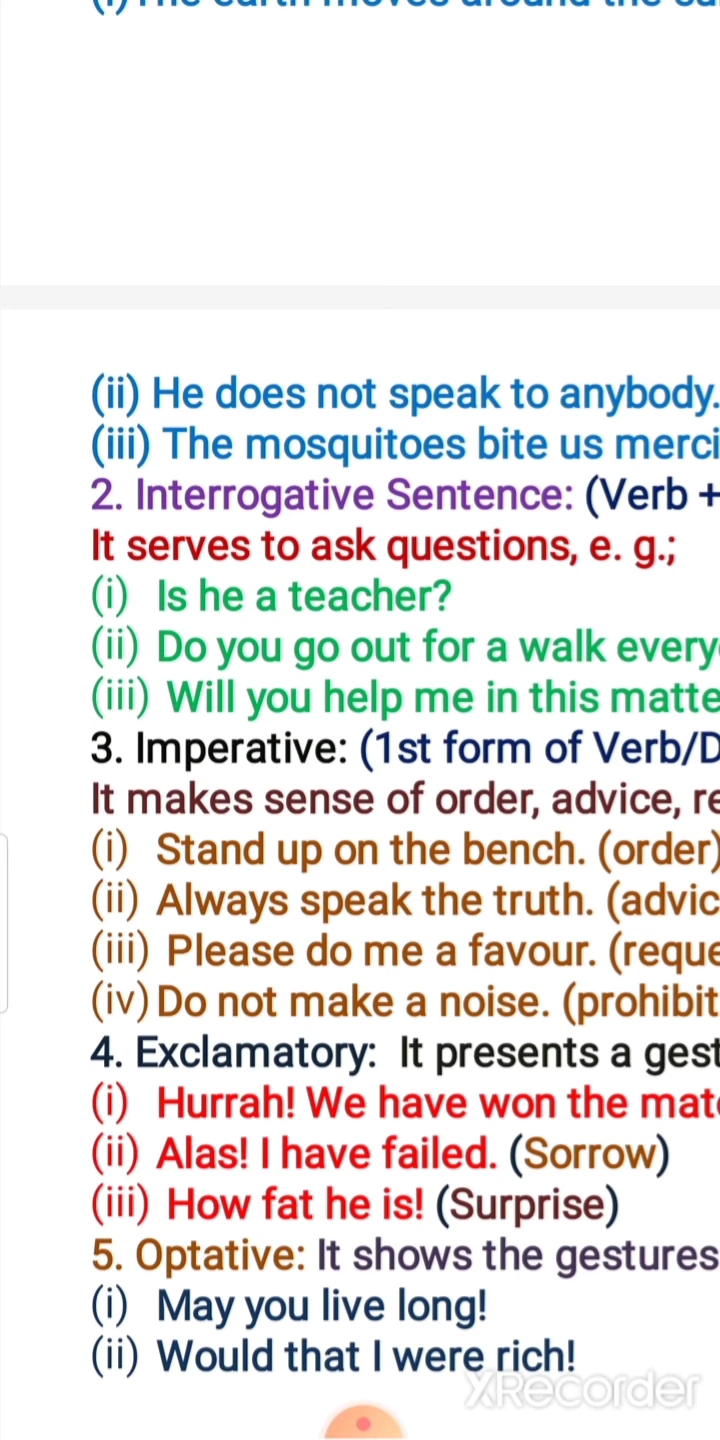 (i) The earth moves around the
(ii) He does not speak to anybody.
(iii) The mosquitoes bite us merci
2. Interrogative Sentence: (Verb +
It serves to ask questions, e. g.;
(i) Is he a teacher?
(ii) Do you go out for a walk every
(iii) Will you help me in this matte
3. Imperative: (1st form of Verb/D
It makes sense of order, advice, re
(i) Stand up on the bench. (order)
(ii) Always speak the truth. (advic
(iii) Please do me a favour. (reque
(iv) Do not make a noise. (prohibit
4. Exclamatory: It presents a gest
(i) Hurrah! We have won the mat
(ii) Alas! I have failed. (Sorrow)
(iii) How fat he is! (Surprise)
5. Optative: It shows the gestures
(i) May you live long!
(ii) Would that I were rich!
XRecorder